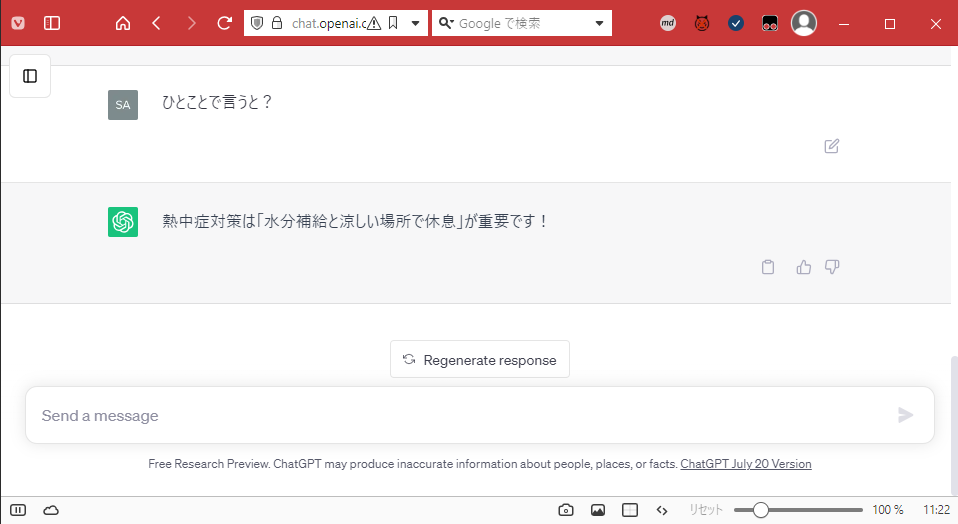 chat.openai.c
Google で検索
md
SA
ひとことで言うと？
熱中症対策は「水分補給と涼しい場所で休息」が重要です！
Regenerate response
Send a message
Free Research Preview. ChatGPT may produce inaccurate information about people, places, or facts. ChatGPT July 20 Version
リセット
100 %
11:22